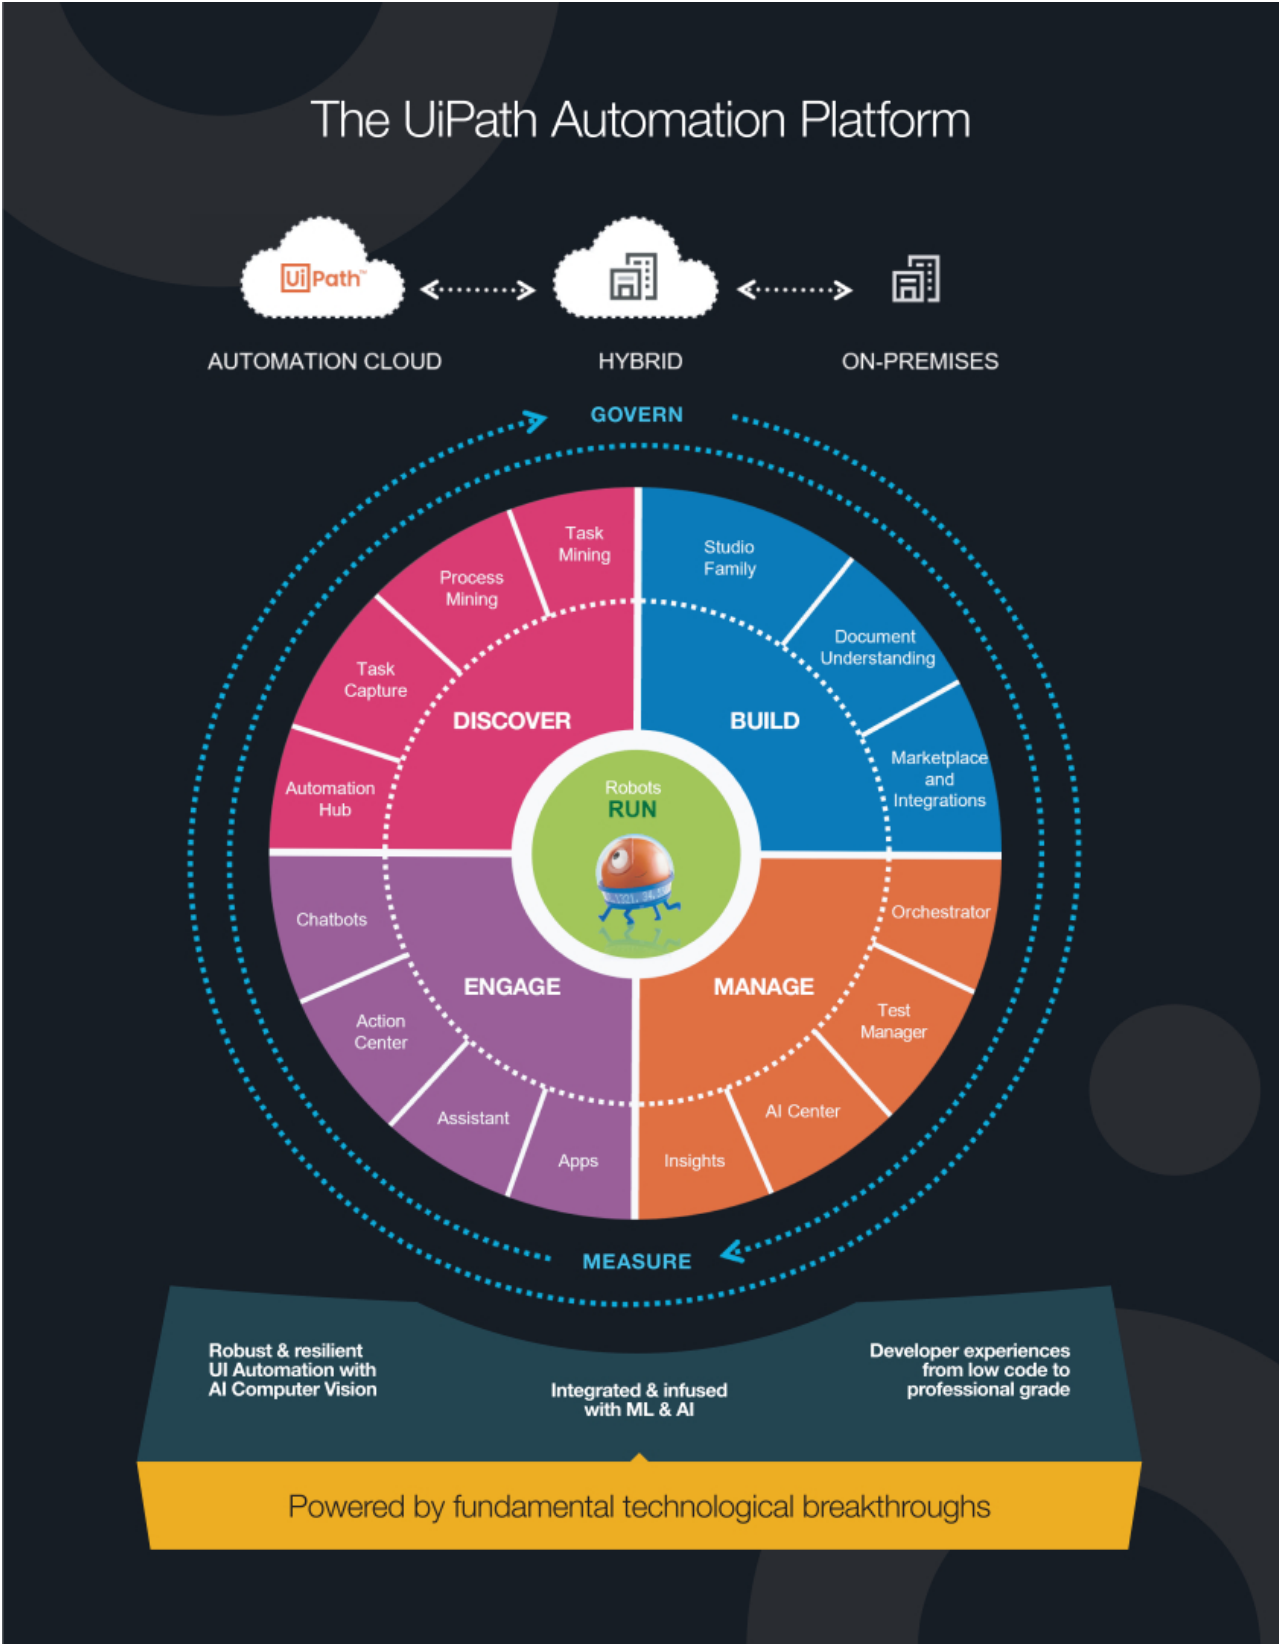 The UiPath Automation Platform
UiPath™
AUTOMATION CLOUD
HYBRID
ON-PREMISES
GOVERN
Task
Mining
Process
Mining
Task
Capture
Automation
Hub
DISCOVER
Studio
Family
Document
Understanding
Marketplace
and
Integrations
BUILD
Robots
RUN
Chatbots
Action
Center
Assistant
Apps
ENGAGE
MANAGE
Orchestrator
Test
Manager
AI Center
Insights
MEASURE
Robust & resilient
UI Automation with
AI Computer Vision
Integrated & infused
with ML & AI
Developer experiences
from low code to
professional grade
Powered by fundamental technological breakthroughs